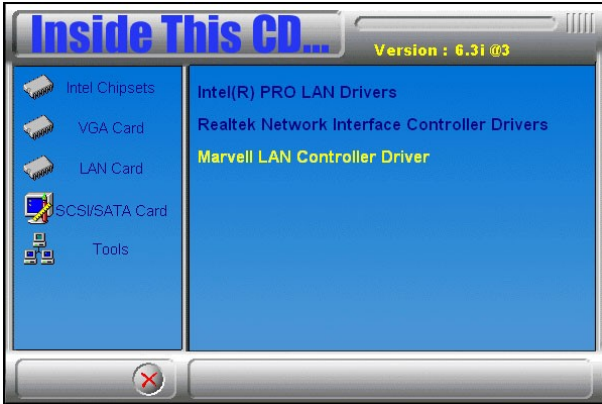 Inside This CD...
Version : 6.3i @3
Intel Chipsets
VGA Card
LAN Card
SCSI/SATA Card
Tools
Intel(R) PRO LAN Drivers
Realtek Network Interface Controller Drivers
Marvell LAN Controller Driver